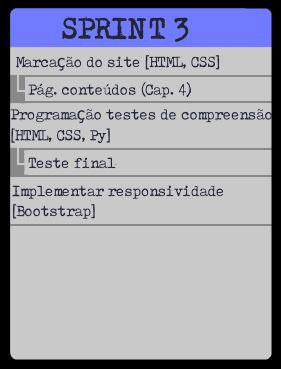 SPRINT 3
Marcação do site [HTML, CSS]
Pág. conteúdos (Cap. 4)
Programação testes de compreensão
[HTML, CSS, Py]
Teste final
Implementar responsividade
[Bootstrap]